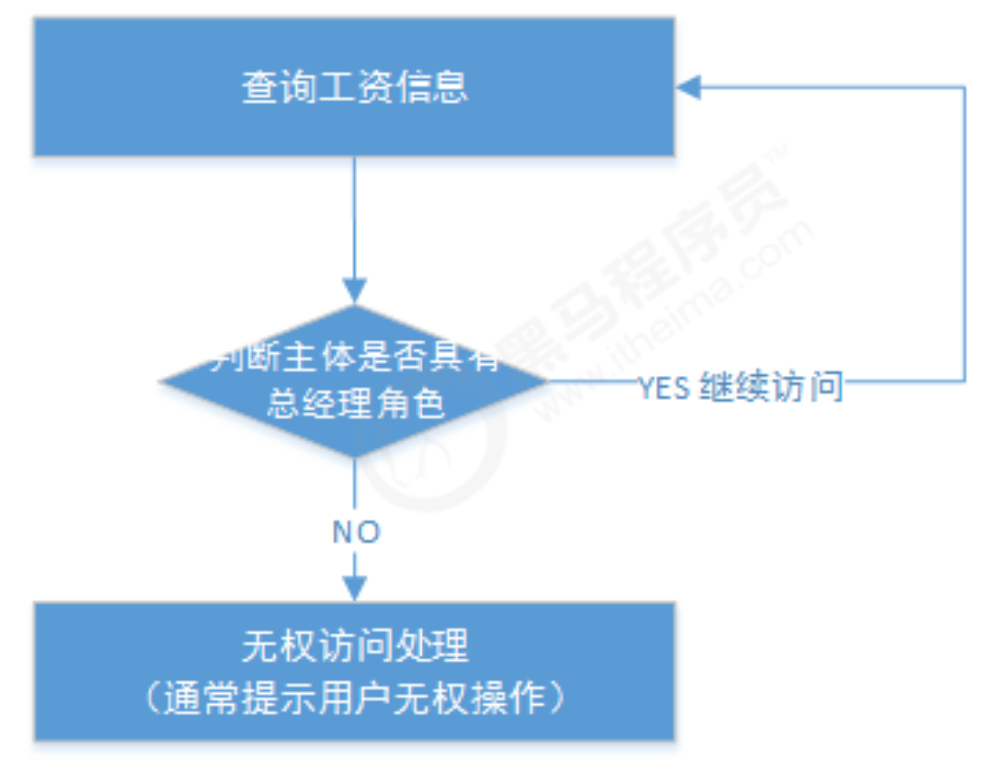 查询工资信息
判断主体是否具有
总经理角色
YES 继续访问
NO
无权访问处理
（通常提示用户无权操作）
黑马程序员™
www.itheima.com